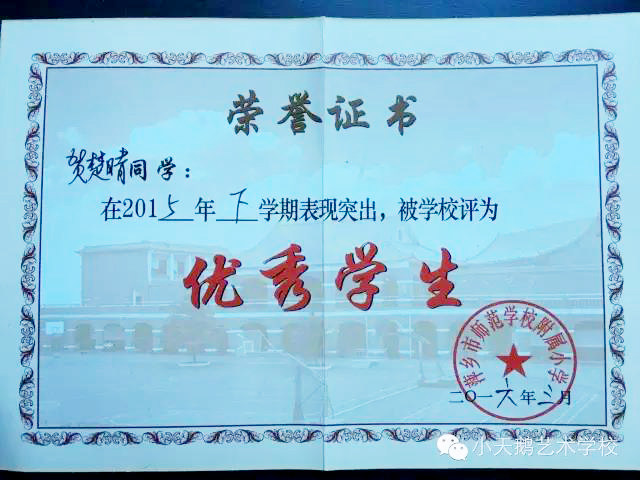 荣誉证书
贺楚晴同学：
在2015年下学期表现突出，被学校评为
优秀学生
萍乡市师范学校附属小学
二〇一六年二月
小天鹅艺术学校